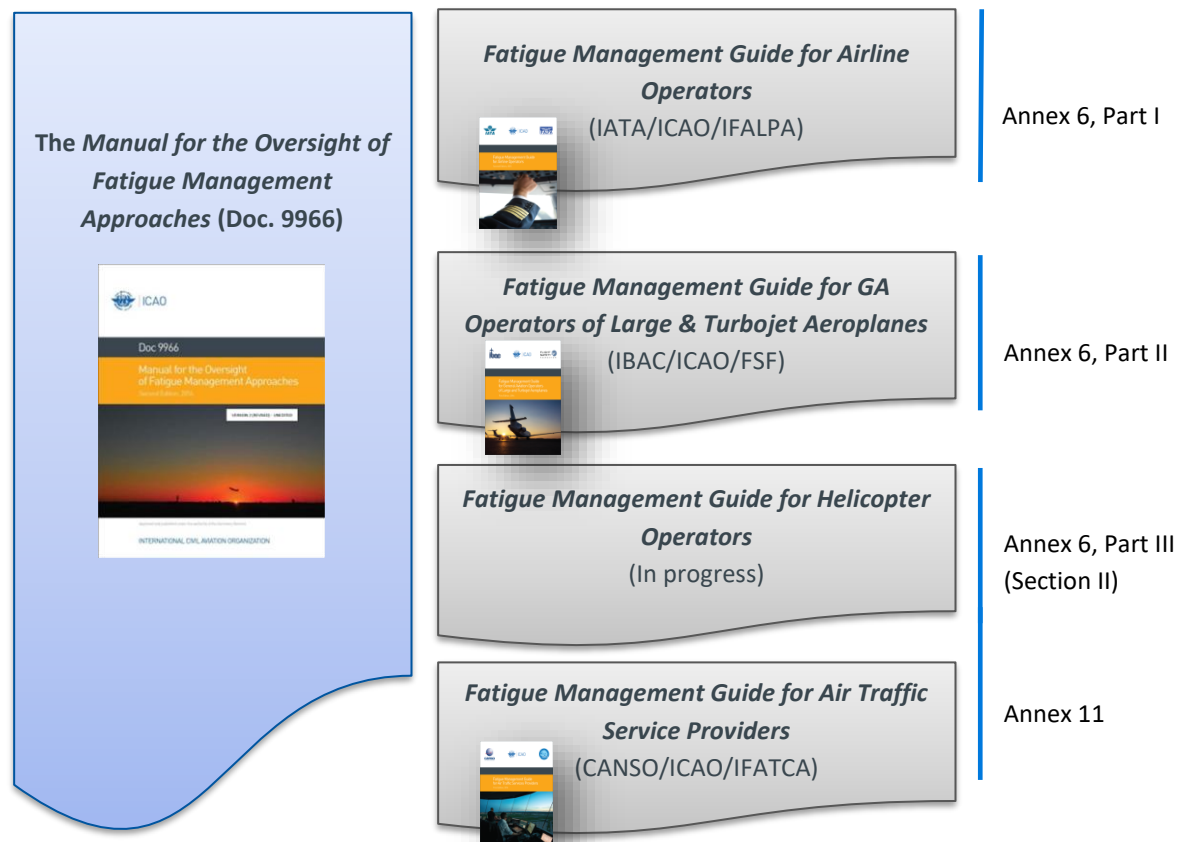 The Manual for the Oversight of
Fatigue Management
Approaches (Doc. 9966)
ICAO
Doc 9966
Manual for the Oversight
of Fatigue Management Approaches
Second Edition, 2016
INTERNATIONAL CIVIL AVIATION ORGANIZATION
Fatigue Management Guide for Airline
Operators
(IATA/ICAO/IFALPA)
Annex 6, Part I
Fatigue Management Guide for GA
Operators of Large & Turbojet Aeroplanes
(IBAC/ICAO/FSF)
Annex 6, Part II
Fatigue Management Guide for Helicopter
Operators
(In progress)
Annex 6, Part III
(Section II)
Fatigue Management Guide for Air Traffic
Service Providers
(CANSO/ICAO/IFATCA)
Annex 11